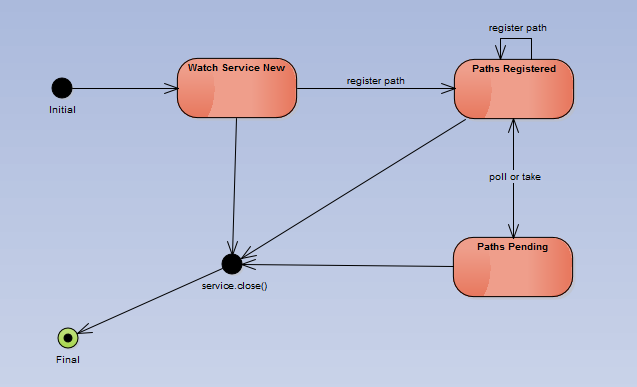 register path
Watch Service New
Paths Registered
register path
Initial
poll or take
Paths Pending
service.close()
Final